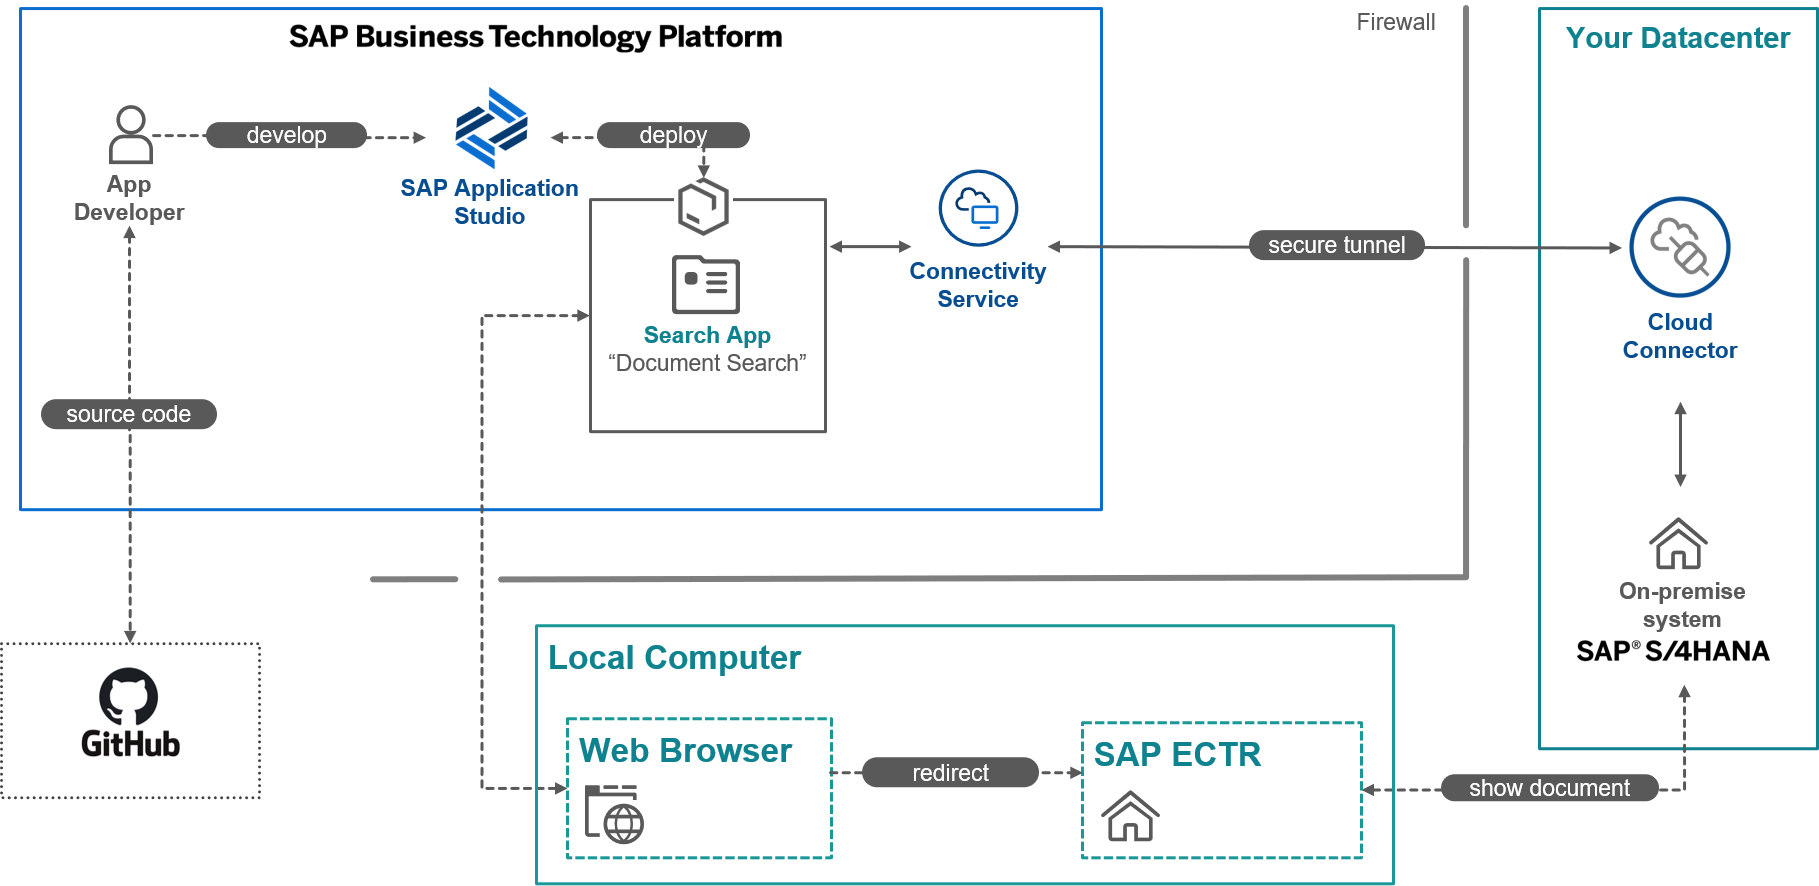 SAP Business Technology Platform
Firewall
Your Datacenter
develop
deploy
App
Developer
SAP Application
Studio
Connectivity
Service
secure tunnel
Search App
“Document Search”
Cloud
Connector
source code
On-premise
system
SAP® S/4HANA
Local Computer
GitHub
Web Browser
redirect
SAP ECTR
show document